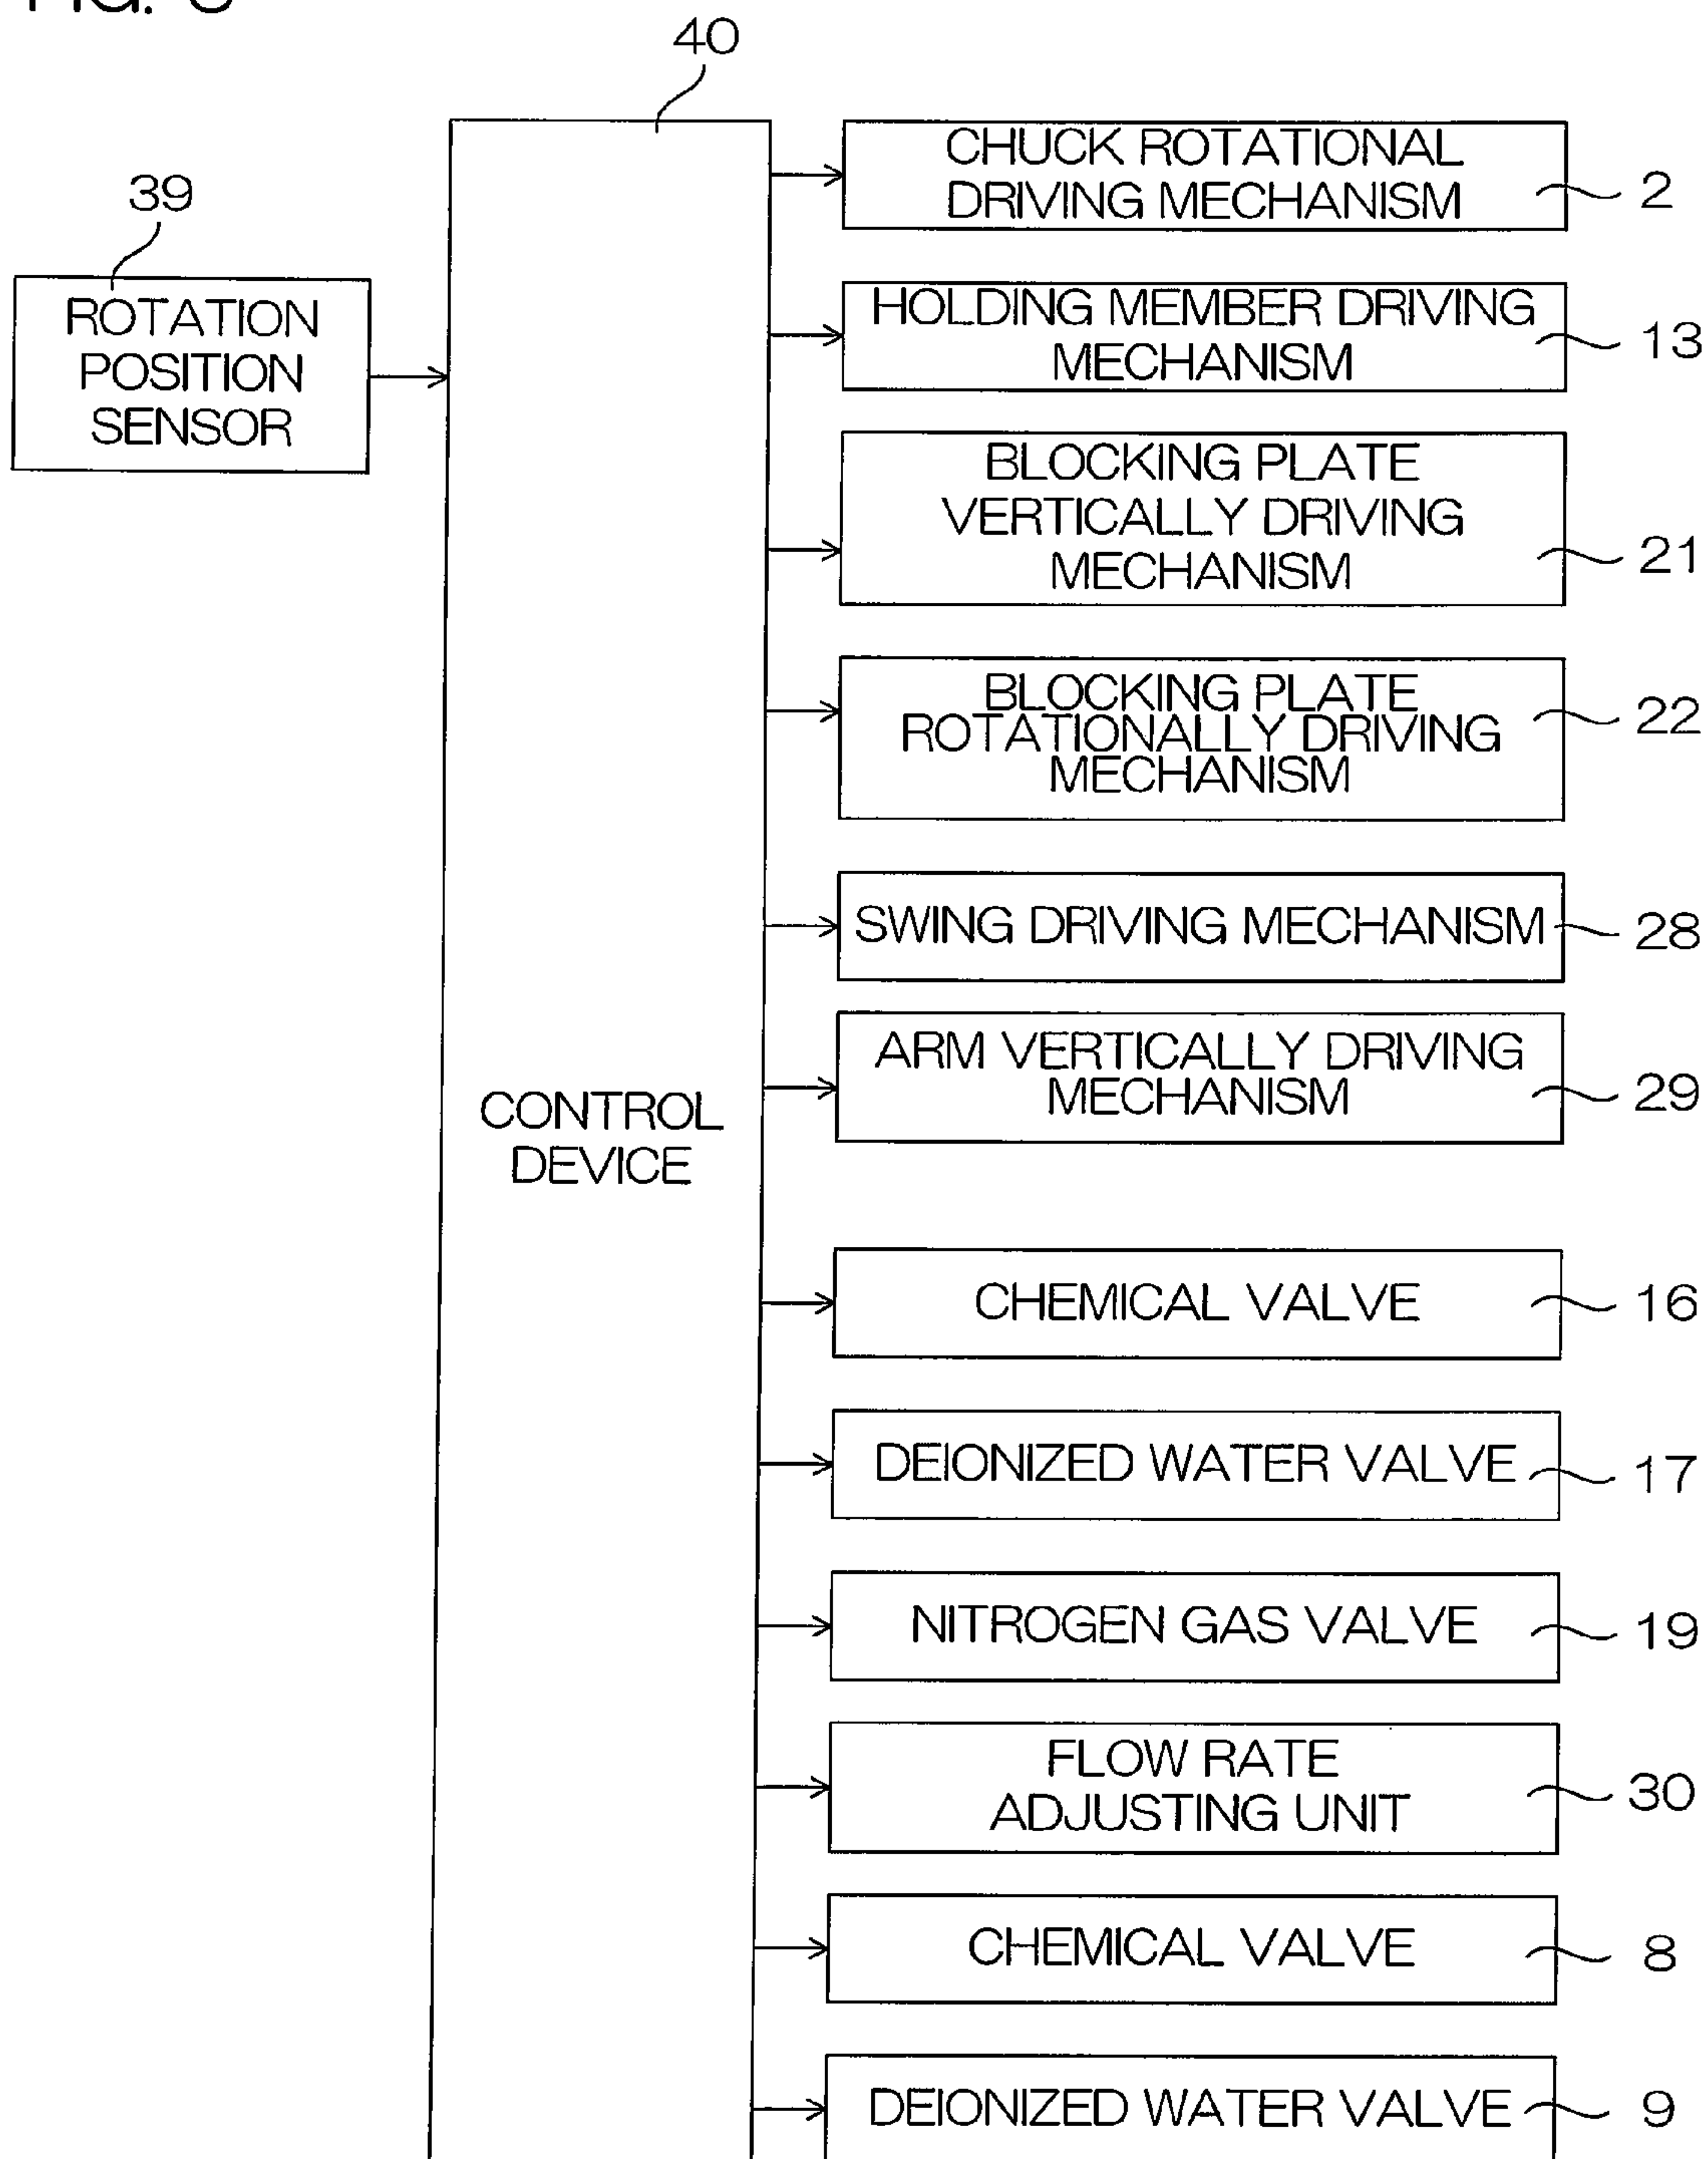 40
39
ROTATION
POSITION
SENSOR
CONTROL
DEVICE
CHUCK ROTATIONAL
DRIVING MECHANISM
2
HOLDING MEMBER DRIVING
MECHANISM
13
BLOCKING PLATE
VERTICALLY DRIVING
MECHANISM
21
BLOCKING PLATE
ROTATIONALLY DRIVING
MECHANISM
22
SWING DRIVING MECHANISM
28
ARM VERTICALLY DRIVING
MECHANISM
29
CHEMICAL VALVE
16
DEIONIZED WATER VALVE
17
NITROGEN GAS VALVE
19
FLOW RATE
ADJUSTING UNIT
30
CHEMICAL VALVE
8
DEIONIZED WATER VALVE
9